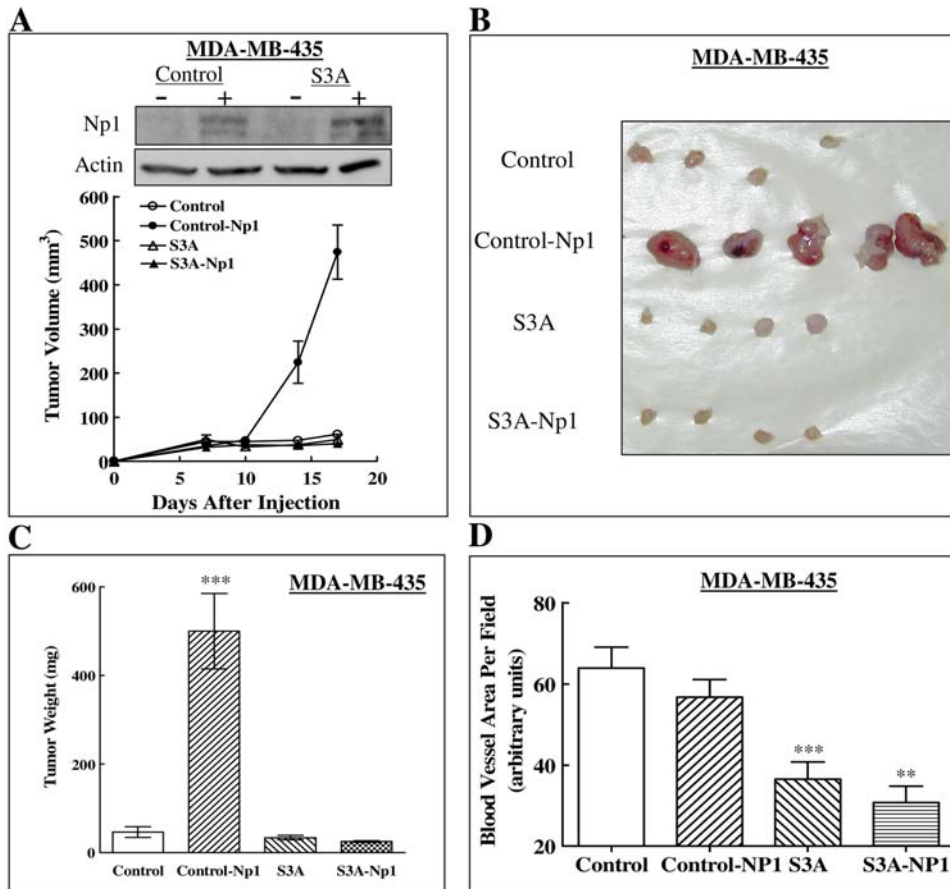 A
MDA-MB-435
Control S3A
- + - +
Np1
Actin
Control
Control-Np1
S3A
S3A-Np1
600
500
400
300
200
100
0
Tumor Volume (mm3)
0 5 10 15 20
Days After Injection
B
MDA-MB-435
Control
Control-Np1
S3A
S3A-Np1
C
MDA-MB-435
***
600
400
200
0
Tumor Weight (mg)
Control Control-Np1 S3A S3A-Np1
D
MDA-MB-435
80
60
40
20
Blood Vessel Area Per Field
(arbitrary units)
***
**
Control Control-NP1 S3A S3A-NP1